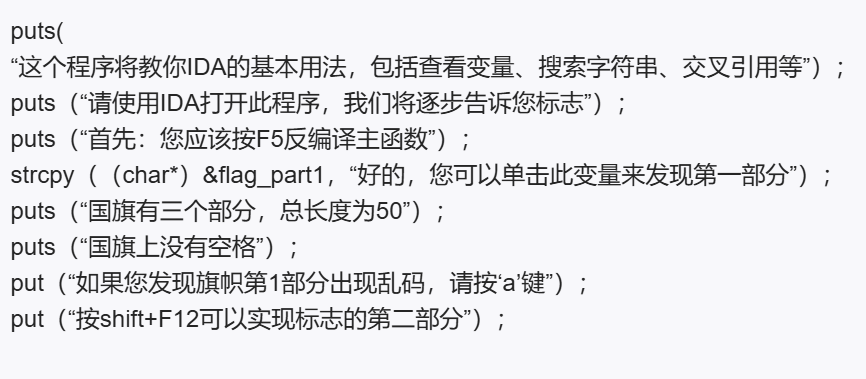 puts(
“这个程序将教你IDA的基本用法，包括查看变量、搜索字符串、交叉引用等”）;
puts（“请使用IDA打开此程序，我们将逐步告诉您标志”）;
puts（“首先：您应该按F5反编译主函数”）;
strcpy（（char*）&flag_part1，“好的，您可以单击此变量来发现第一部分”）;
puts（“国旗有三个部分，总长度为50”）;
puts（“国旗上没有空格”）;
put（“如果您发现旗帜第1部分出现乱码，请按‘a’键”）;
put（“按shift+F12可以实现标志的第二部分”）;